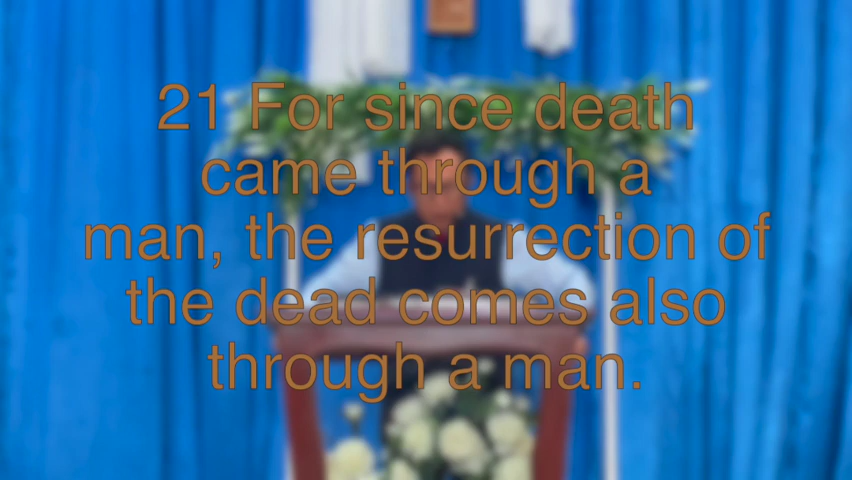 21 For since death
came through a
man, the resurrection of
the dead comes also
through a man.